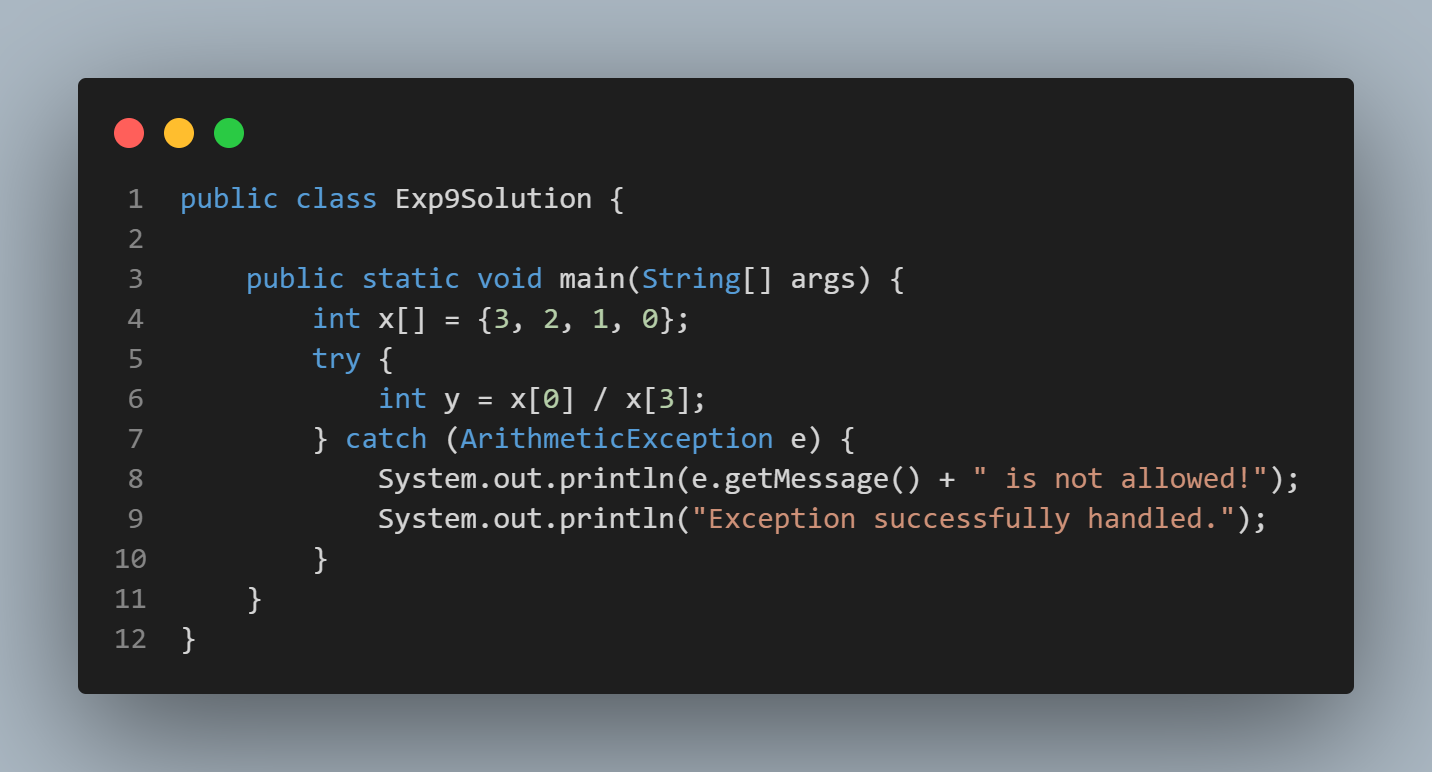 1 public class Exp9Solution {
2
3     public static void main(String[] args) {
4         int x[] = {3, 2, 1, 0};
5         try {
6             int y = x[0] / x[3];
7         } catch (ArithmeticException e) {
8             System.out.println(e.getMessage() + " is not allowed!");
9             System.out.println("Exception successfully handled.");
10         }
11     }
12 }